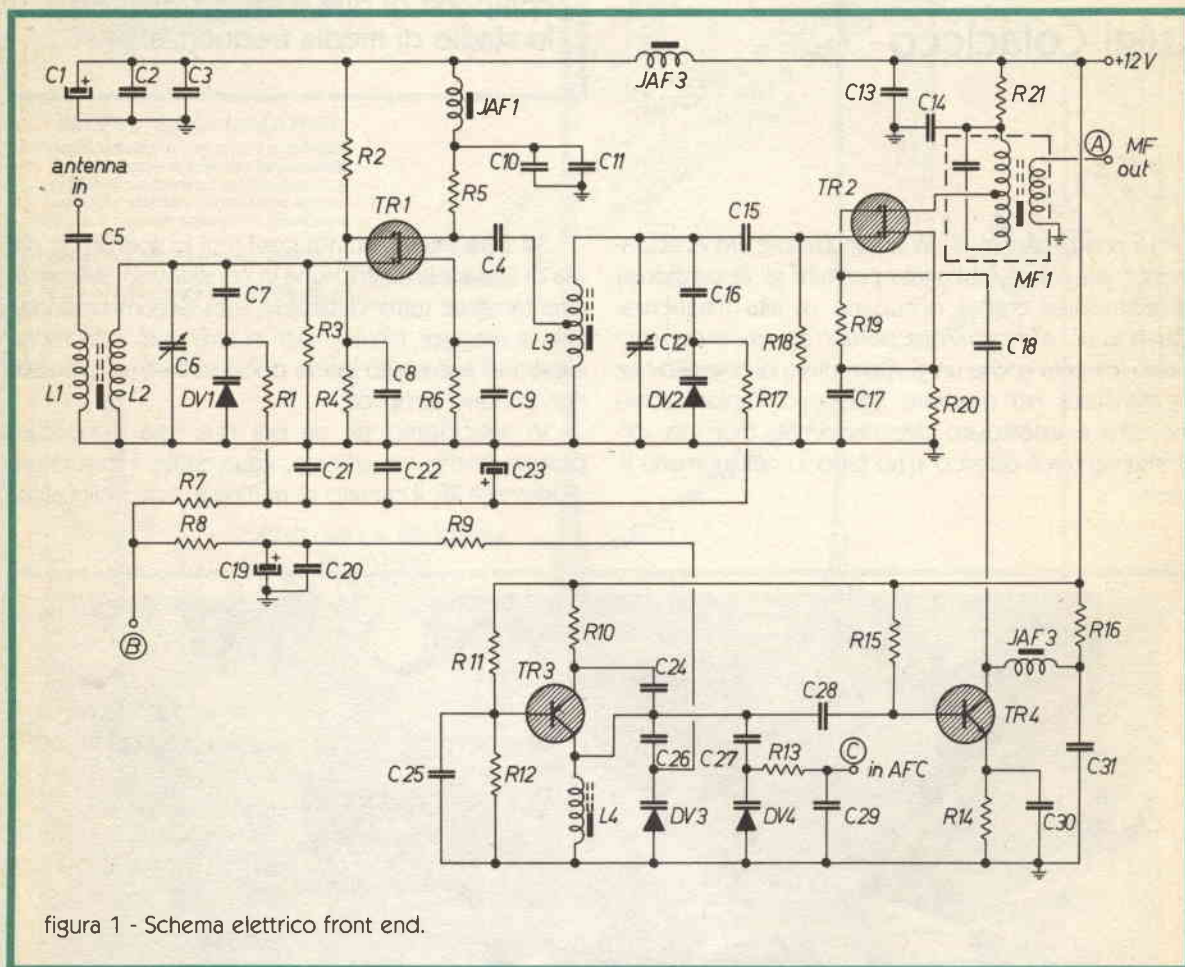 C1
+
C2
C3
R2
JAF1
JAF3
+12V
C13
C14
R21
A
MF
out
antenna
in
C10
C11
R5
TR1
TR2
C4
C15
MF1
C5
C7
C16
R3
L3
C12
R19
R18
C18
C6
L1
L2
DV1
R1
R4
C8
R6
C9
DV2
R17
C17
R20
C21
C22
C23
+
R7
R8
R9
+
C19
C20
B
R10
R15
JAF3
R16
R11
TR3
C24
C28
TR4
C25
R12
C26
C27
R13
C
in AFC
C31
L4
DV3
DV4
C29
R14
C30
figura 1 - Schema elettrico front end.